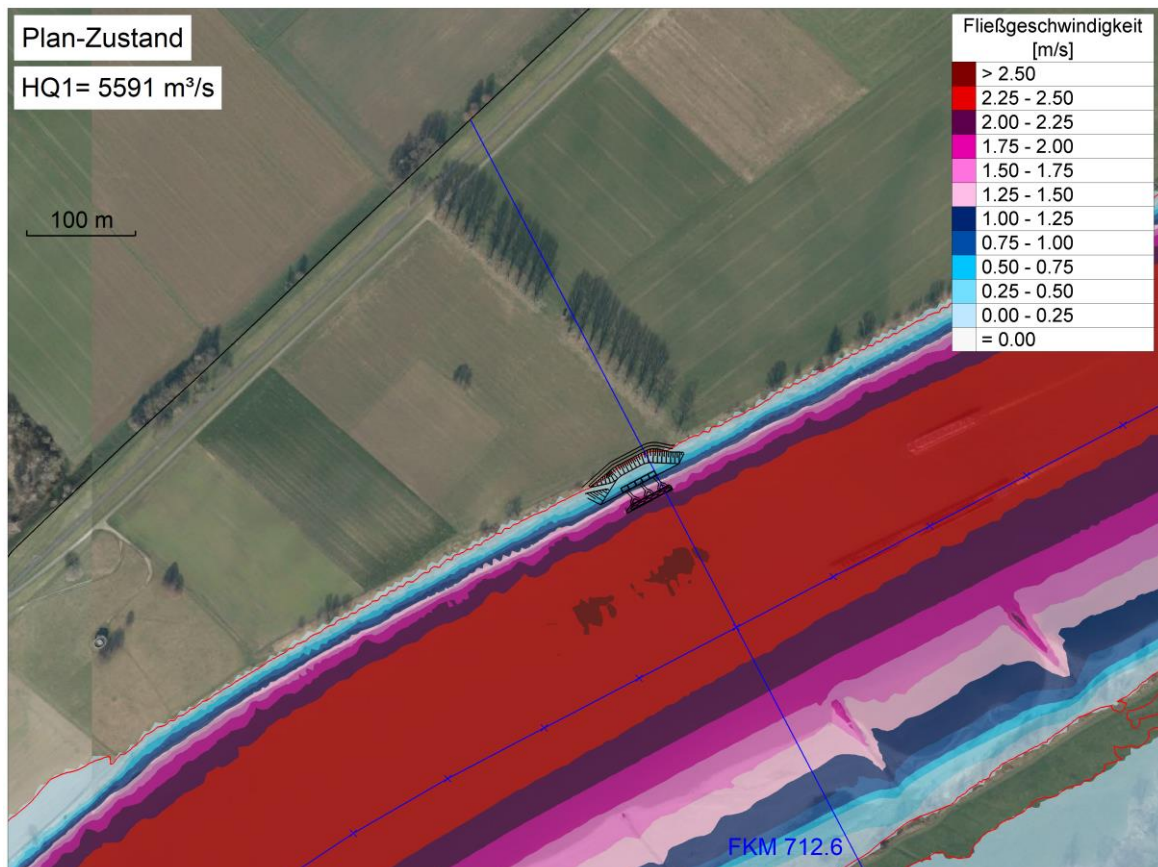 Plan-Zustand
HQ1= 5591 m³/s
100 m
Fließgeschwindigkeit
[m/s]
> 2.50
2.25 - 2.50
2.00 - 2.25
1.75 - 2.00
1.50 - 1.75
1.25 - 1.50
1.00 - 1.25
0.75 - 1.00
0.50 - 0.75
0.25 - 0.50
0.00 - 0.25
= 0.00
FKM 712.6